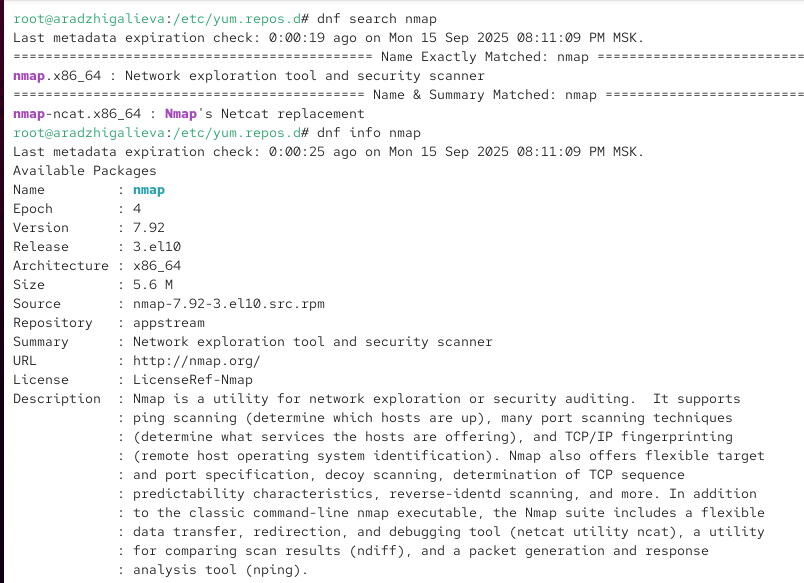 root@aradzhigalieva:/etc/yum.repos.d# dnf search nmap
Last metadata expiration check: 0:00:19 ago on Mon 15 Sep 2025 08:11:09 PM MSK.
============================================= Name Exactly Matched: nmap ==========================
nmap.x86_64 : Network exploration tool and security scanner
============================================ Name & Summary Matched: nmap =========================
nmap-ncat.x86_64 : Nmap's Netcat replacement
root@aradzhigalieva:/etc/yum.repos.d# dnf info nmap
Last metadata expiration check: 0:00:25 ago on Mon 15 Sep 2025 08:11:09 PM MSK.
Available Packages
Name         : nmap
Epoch        : 4
Version      : 7.92
Release      : 3.el10
Architecture : x86_64
Size         : 5.6 M
Source       : nmap-7.92-3.el10.src.rpm
Repository   : appstream
Summary      : Network exploration tool and security scanner
URL          : http://nmap.org/
License      : LicenseRef-Nmap
Description  : Nmap is a utility for network exploration or security auditing.  It supports
             : ping scanning (determine which hosts are up), many port scanning techniques
             : (determine what services the hosts are offering), and TCP/IP fingerprinting
             : (remote host operating system identification). Nmap also offers flexible target
             : and port specification, decoy scanning, determination of TCP sequence
             : predictability characteristics, reverse-identd scanning, and more. In addition
             : to the classic command-line nmap executable, the Nmap suite includes a flexible
             : data transfer, redirection, and debugging tool (netcat utility ncat), a utility
             : for comparing scan results (ndiff), and a packet generation and response
             : analysis tool (nping).